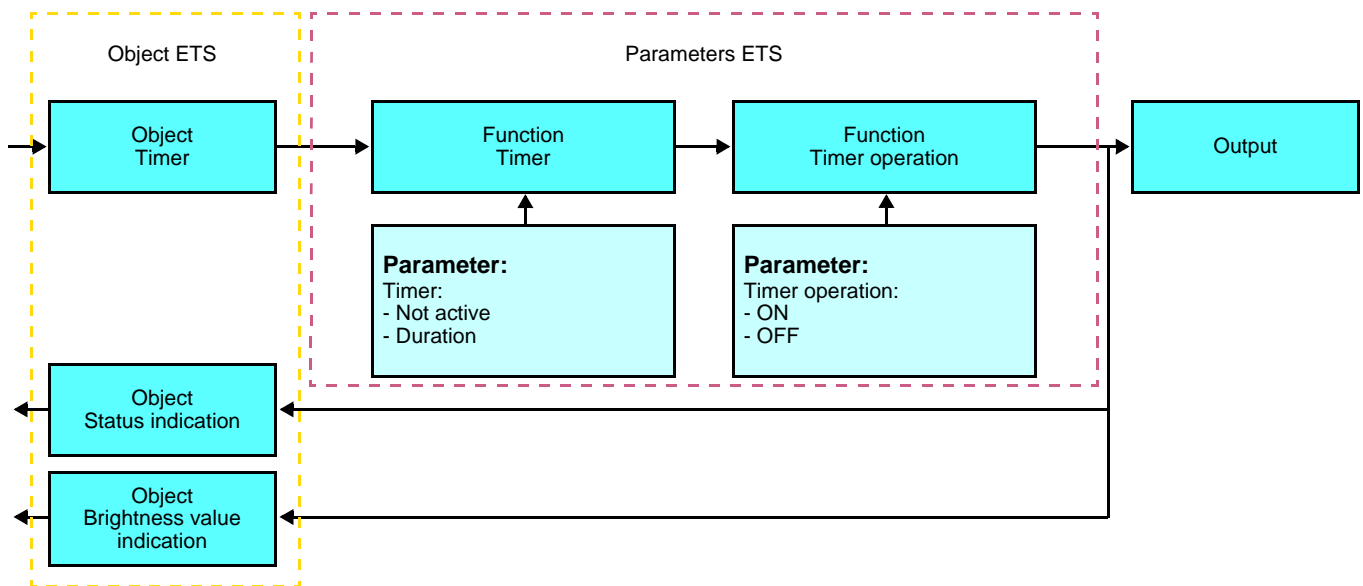 Object ETS
Parameters ETS
Object
Timer
Function
Timer
Function
Timer operation
Output
Parameter:
Timer:
- Not active
- Duration
Parameter:
Timer operation:
- ON
- OFF
Object
Status indication
Object
Brightness value
indication